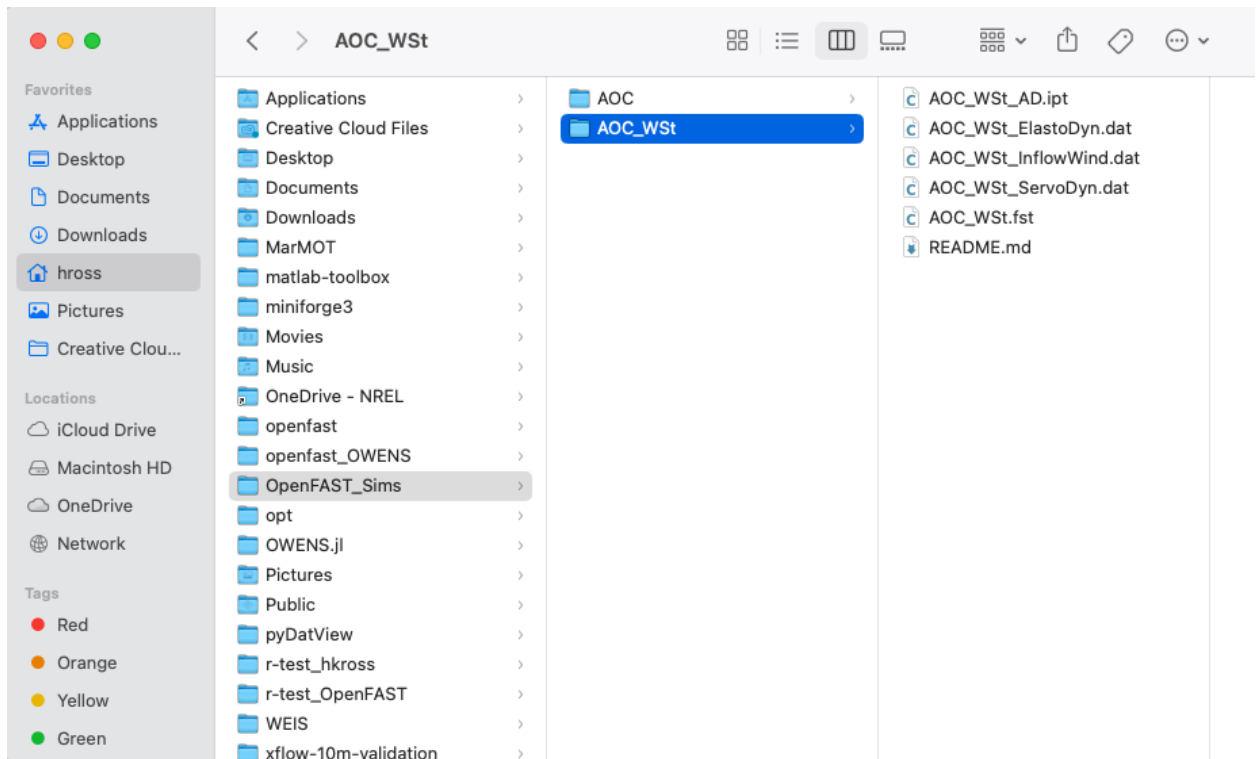 AOC_WSt
Favorites
Applications
Desktop
Documents
Downloads
hross
Pictures
Creative Clou...
Locations
iCloud Drive
Macintosh HD
OneDrive
Network
Tags
Red
Orange
Yellow
Green
Applications
Creative Cloud Files
Desktop
Documents
Downloads
MarMOT
matlab-toolbox
miniforge3
Movies
Music
OneDrive - NREL
openfast
openfast_OWENS
OpenFAST_Sims
opt
OWENS.jl
Pictures
Public
pyDatView
r-test_hkross
r-test_OpenFAST
WEIS
xflow-10m-validation
AOC
AOC_WSt
AOC_WSt_AD.ipt
AOC_WSt_ElastoDyn.dat
AOC_WSt_InflowWind.dat
AOC_WSt_ServoDyn.dat
AOC_WSt.fst
README.md